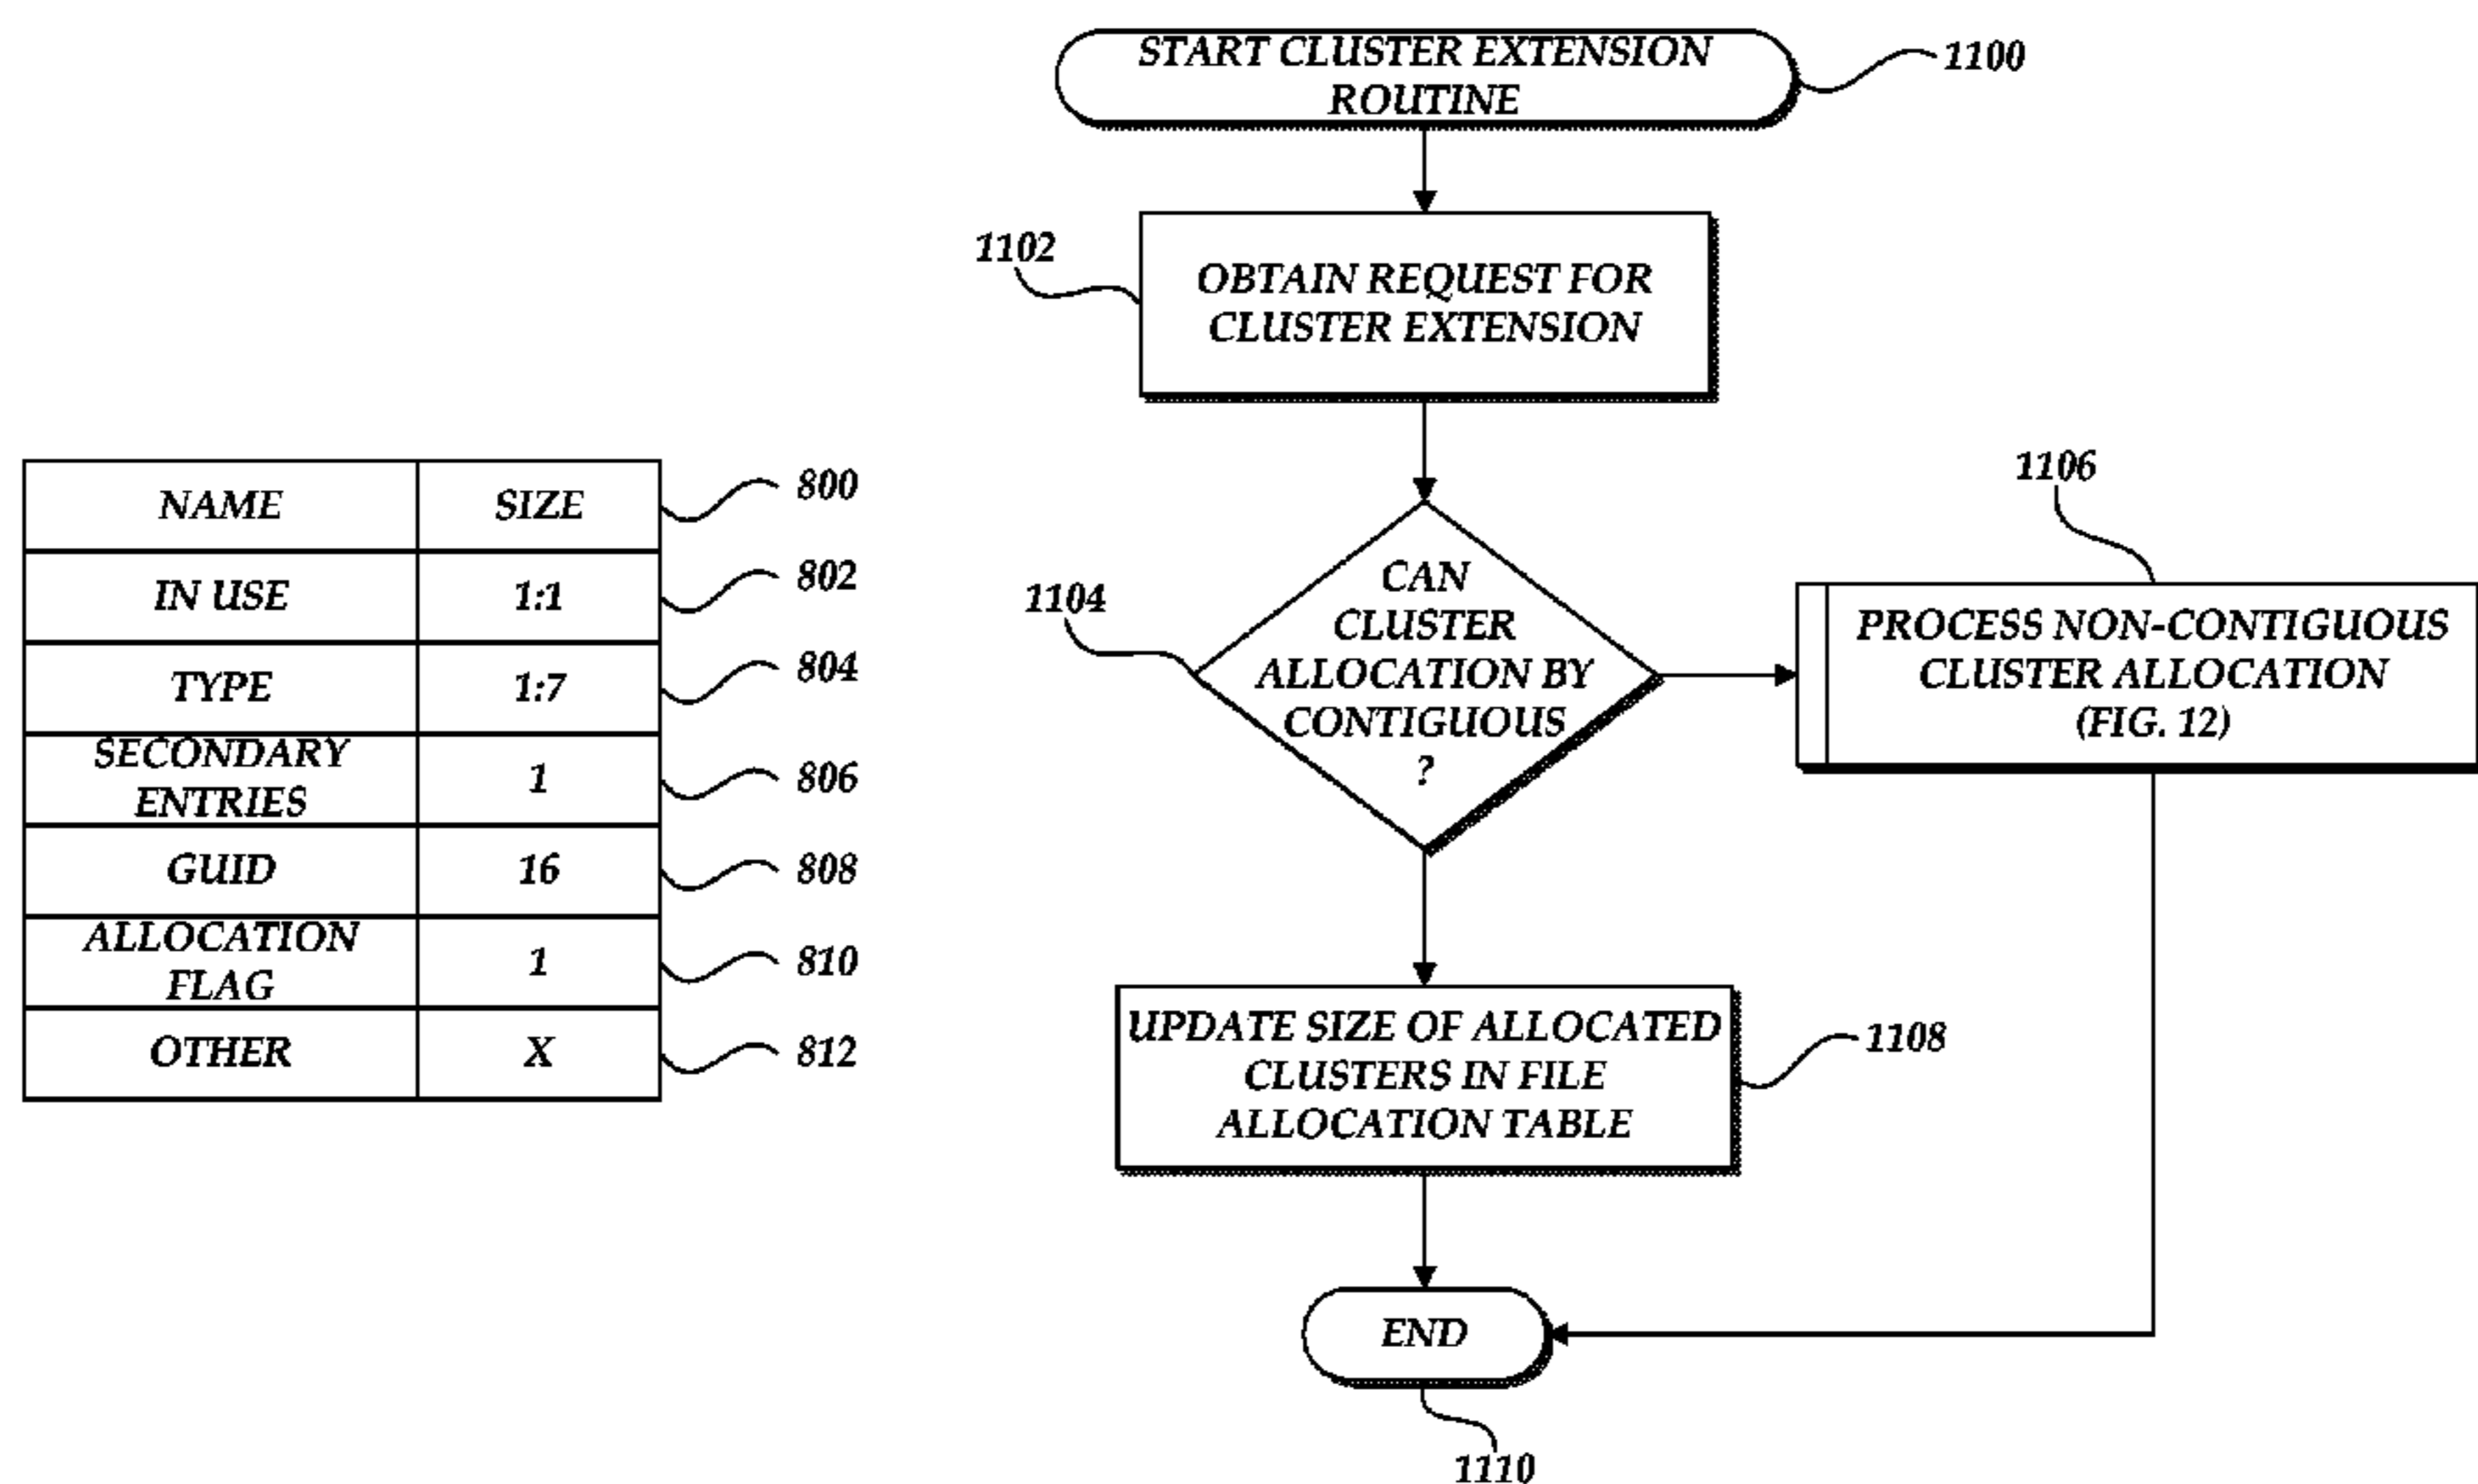 NAME SIZE 800
IN USE 1:1 802
TYPE 1:7 804
SECONDARY
ENTRIES 1 806
GUID 16 808
ALLOCATION
FLAG 1 810
OTHER X 812
START CLUSTER EXTENSION
ROUTINE
1100
1102
OBTAIN REQUEST FOR
CLUSTER EXTENSION
1104
CAN
CLUSTER
ALLOCATION BY
CONTIGUOUS
?
1106
PROCESS NON-CONTIGUOUS
CLUSTER ALLOCATION
(FIG. 12)
UPDATE SIZE OF ALLOCATED
CLUSTERS IN FILE
ALLOCATION TABLE
1108
END
1110